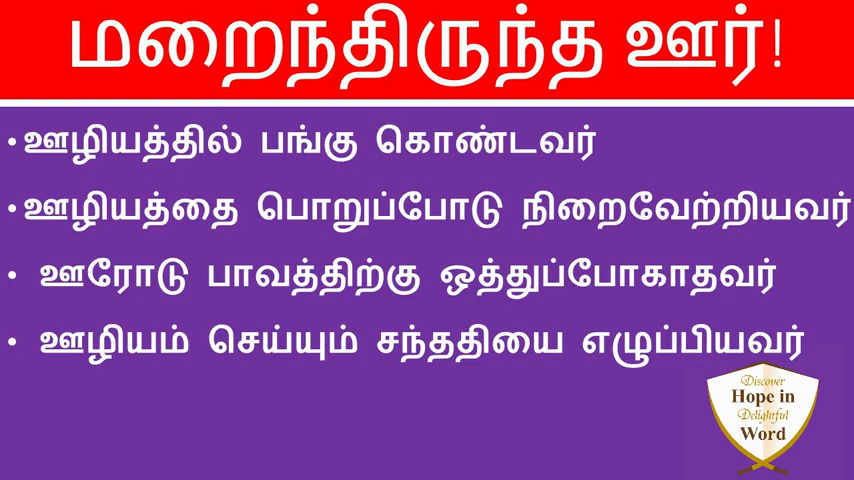 மறைந்திருந்த ஊர்!
•ஊழியத்தில் பங்கு கொண்டவர்
•ஊழியத்தை பொறுப்போடு நிறைவேற்றியவர்
• ஊரோடு பாவத்திற்கு ஒத்துப்போகாதவர்
• ஊழியம் செய்யும் சந்ததியை எழுப்பியவர்
Discover
Hope in
Delightful
Word